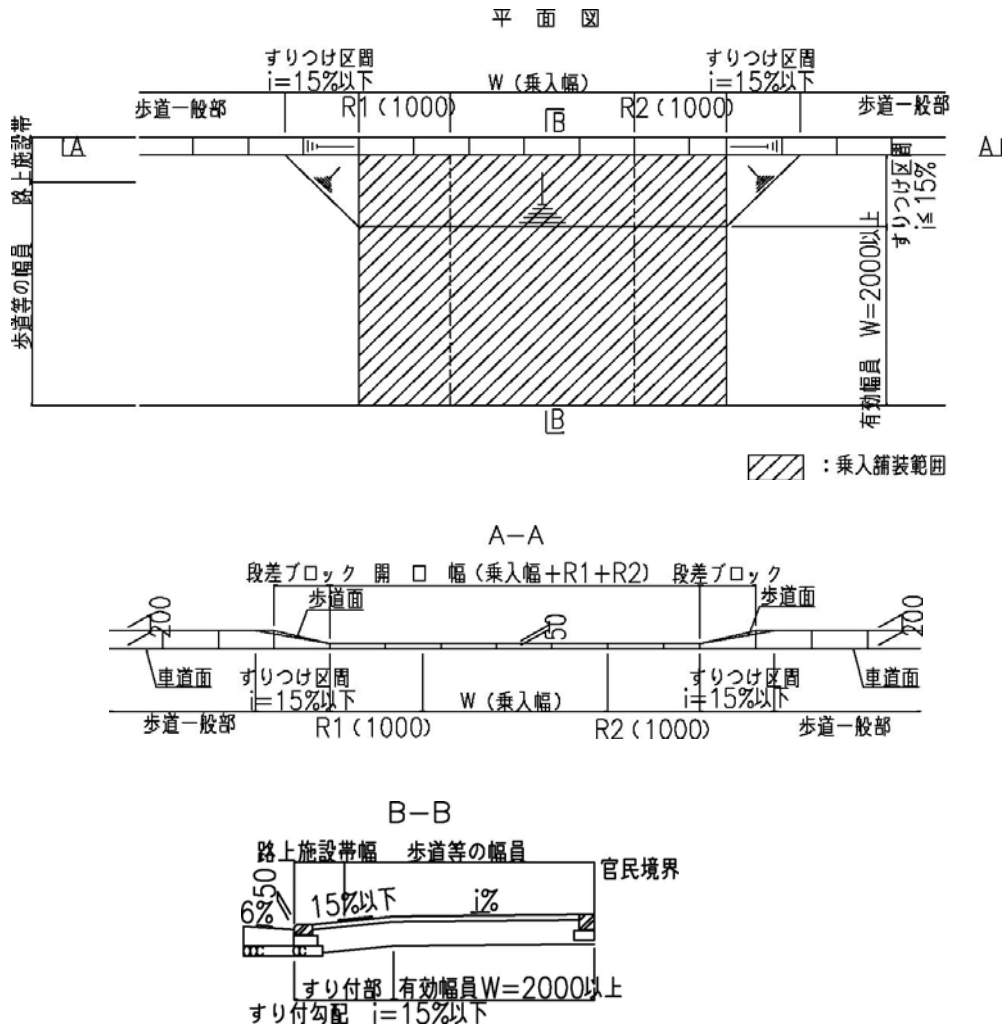 平 面 図
すりつけ区間
i=15%以下
W(乗入幅)
すりつけ区間
i=15%以下
歩道一般部
R1(1000)
R2(1000)
歩道一般部
B
A
A
路上施設帯
歩道等の幅員
すりつけ区間
i≦15%
有効幅員 W=2000以上
B
:乗入舗装範囲
A-A
段差ブロック 開 口 幅(乗入幅+R1+R2) 段差ブロック
歩道面
歩道面
200
50
200
車道面
すりつけ区間
i=15%以下
W(乗入幅)
すりつけ区間
i=15%以下
車道面
歩道一般部
R1(1000)
R2(1000)
歩道一般部
B-B
路上施設帯幅 歩道等の幅員
官民境界
50
6%
15%以下
i%
すり付部 有効幅員W=2000以上
すり付勾配 i=15%以下